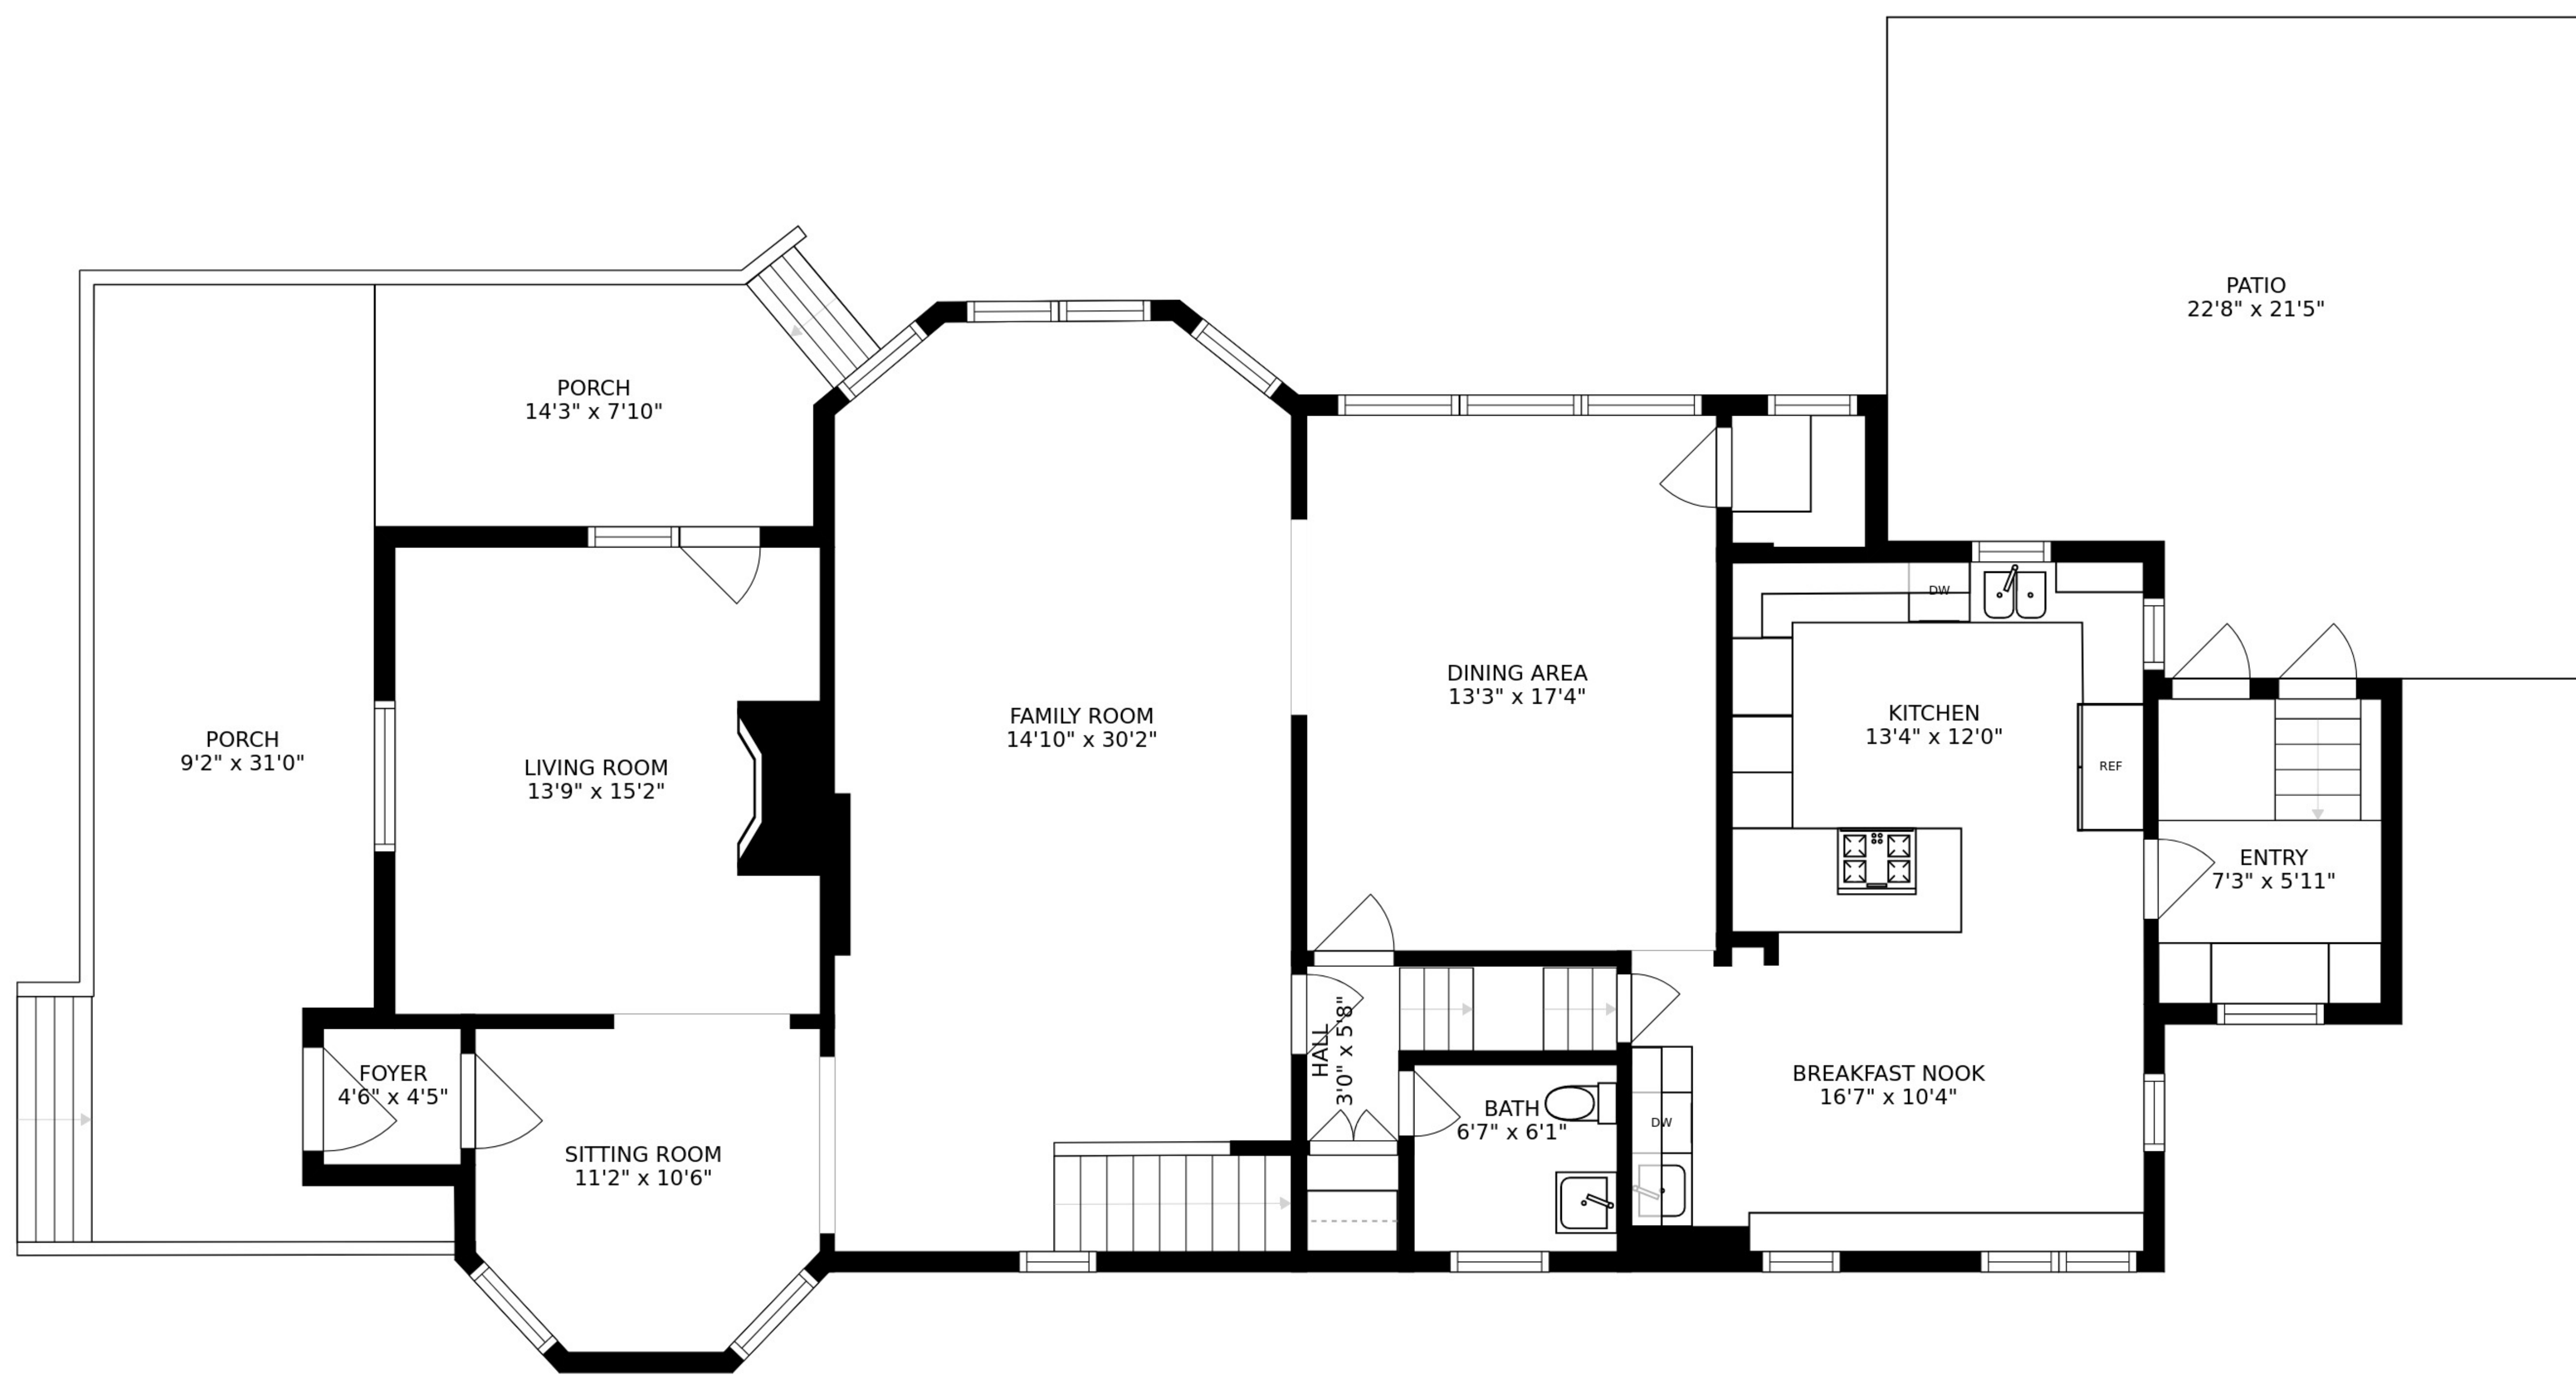 PATIO
22'8" x 21'5"
PORCH
14'3" x 7'10"
DW
DINING AREA
13'3" x 17'4"
FAMILY ROOM
14'10" x 30'2"
KITCHEN
13'4" x 12'0"
PORCH
9'2" x 31'0"
LIVING ROOM
13'9" x 15'2"
REF
ENTRY
7'3" x 5'11"
HALL
3'0" x 5'8"
FOYER
4'6" x 4'5"
BREAKFAST NOOK
16'7" x 10'4"
BATH
6'7" x 6'1"
DW
SITTING ROOM
11'2" x 10'6"